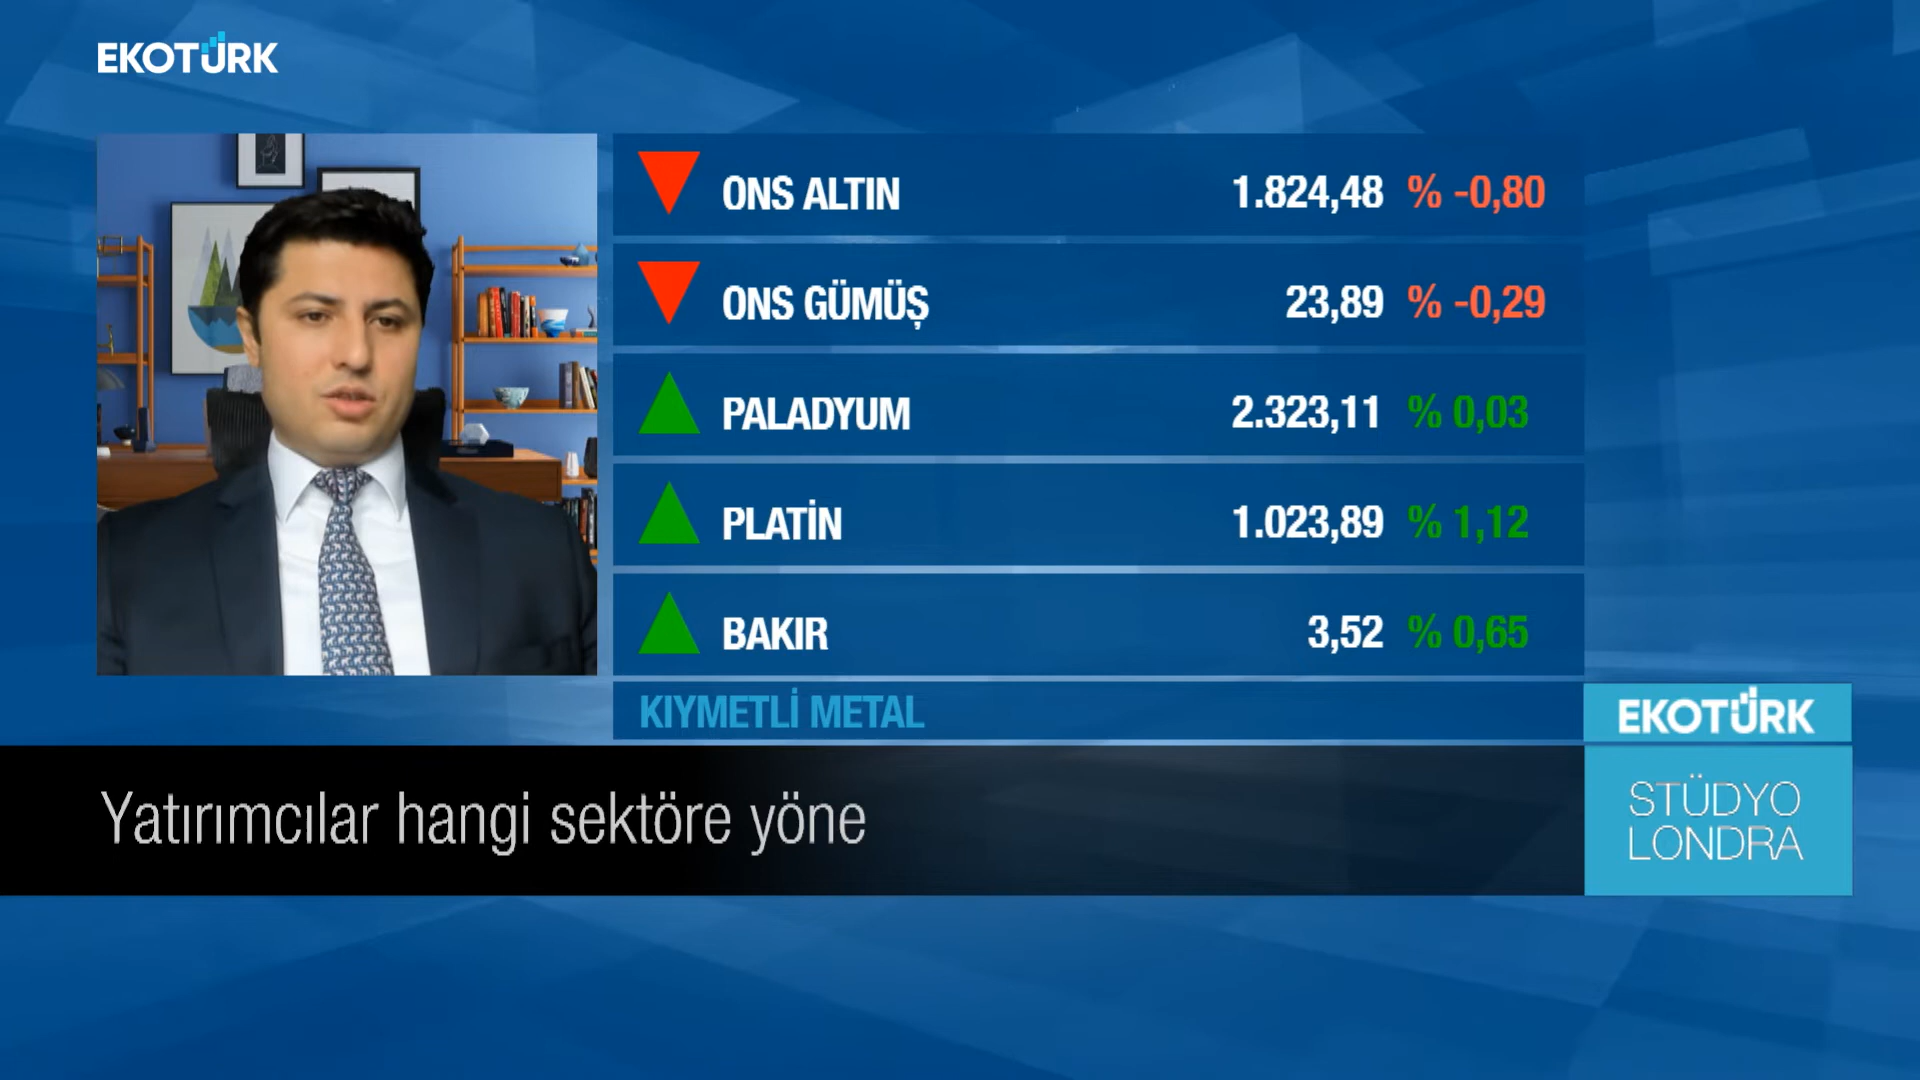 EKOTÜRK
ONS ALTIN 1.824,48 % -0,80
ONS GÜMÜŞ 23,89 % -0,29
PALADYUM 2.323,11 % 0,03
PLATİN 1.023,89 % 1,12
BAKIR 3,52 % 0,65
KIYMETLİ METAL
EKOTÜRK
Yatırımcılar hangi sektöre yöne
STÜDYO
LONDRA